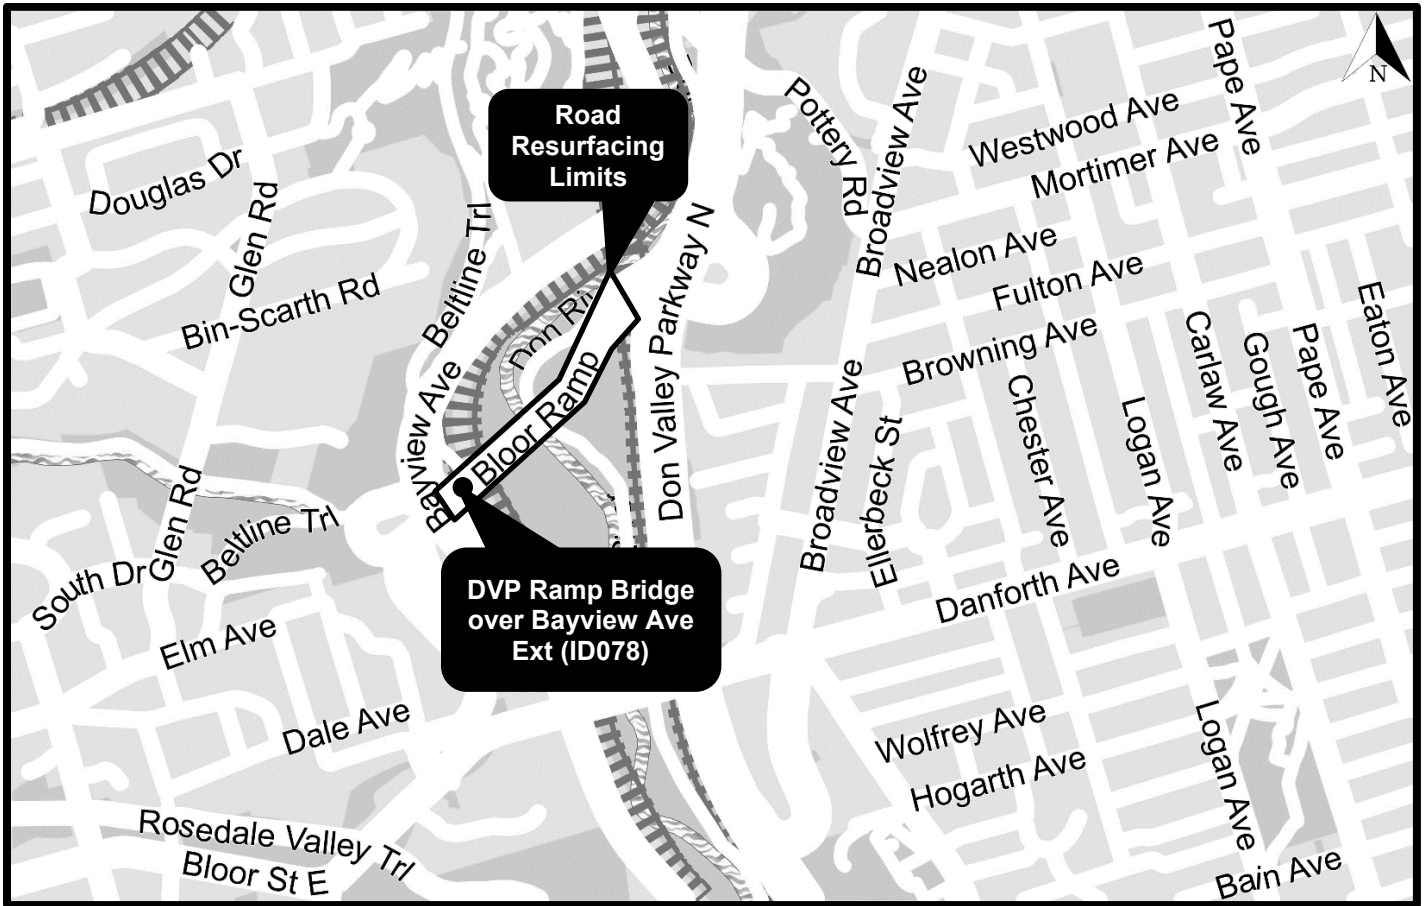 Pape Ave
N
Pottery Rd
Broadview Ave
Westwood Ave
Road
Resurfacing
Limits
Mortimer Ave
Douglas Dr
Glen Rd
Beltline Trl
Don Valley Parkway N
Nealon Ave
Fulton Ave
Bin-Scarth Rd
Browning Ave
Carlaw Ave
Gough Ave
Pape Ave
Eaton Ave
Bayview Ave
Bloor Ramp
Broadview Ave
Ellerbeck St
Chester Ave
Logan Ave
Glen Rd
Beltline Trl
South Dr
Elm Ave
DVP Ramp Bridge
over Bayview Ave
Ext (ID078)
Danforth Ave
Dale Ave
Wolfrey Ave
Hogarth Ave
Logan Ave
Rosedale Valley Trl
Bloor St E
Bain Ave